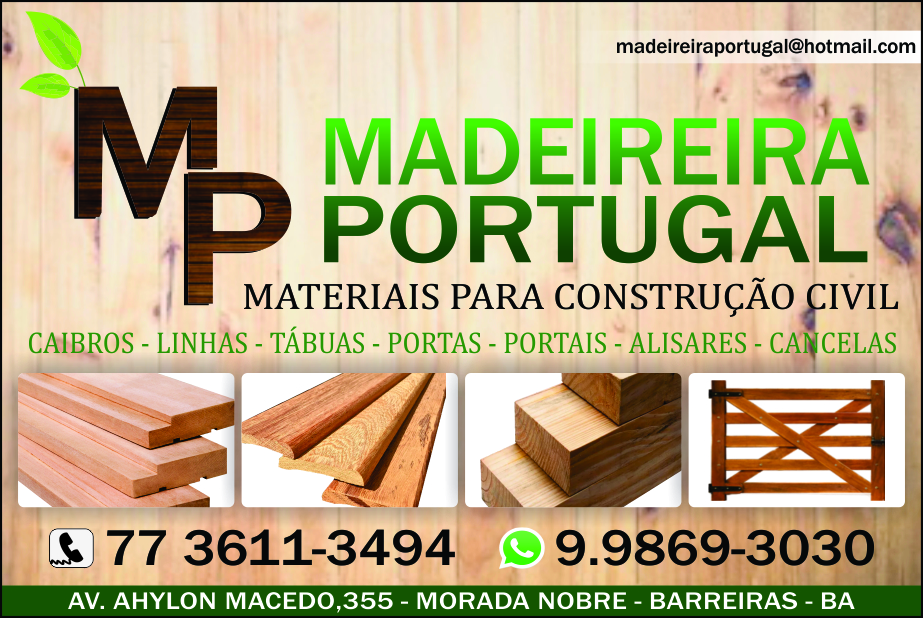 madeireiraportugal@hotmail.com
MP
MADEIREIRA
PORTUGAL
MATERIAIS PARA CONSTRUÇÃO CIVIL
CAIBROS - LINHAS - TÁBUAS - PORTAS - PORTAIS - ALISARES - CANCELAS
77 3611-3494 9.9869-3030
AV. AHYLON MACEDO,355 - MORADA NOBRE - BARREIRAS - BA